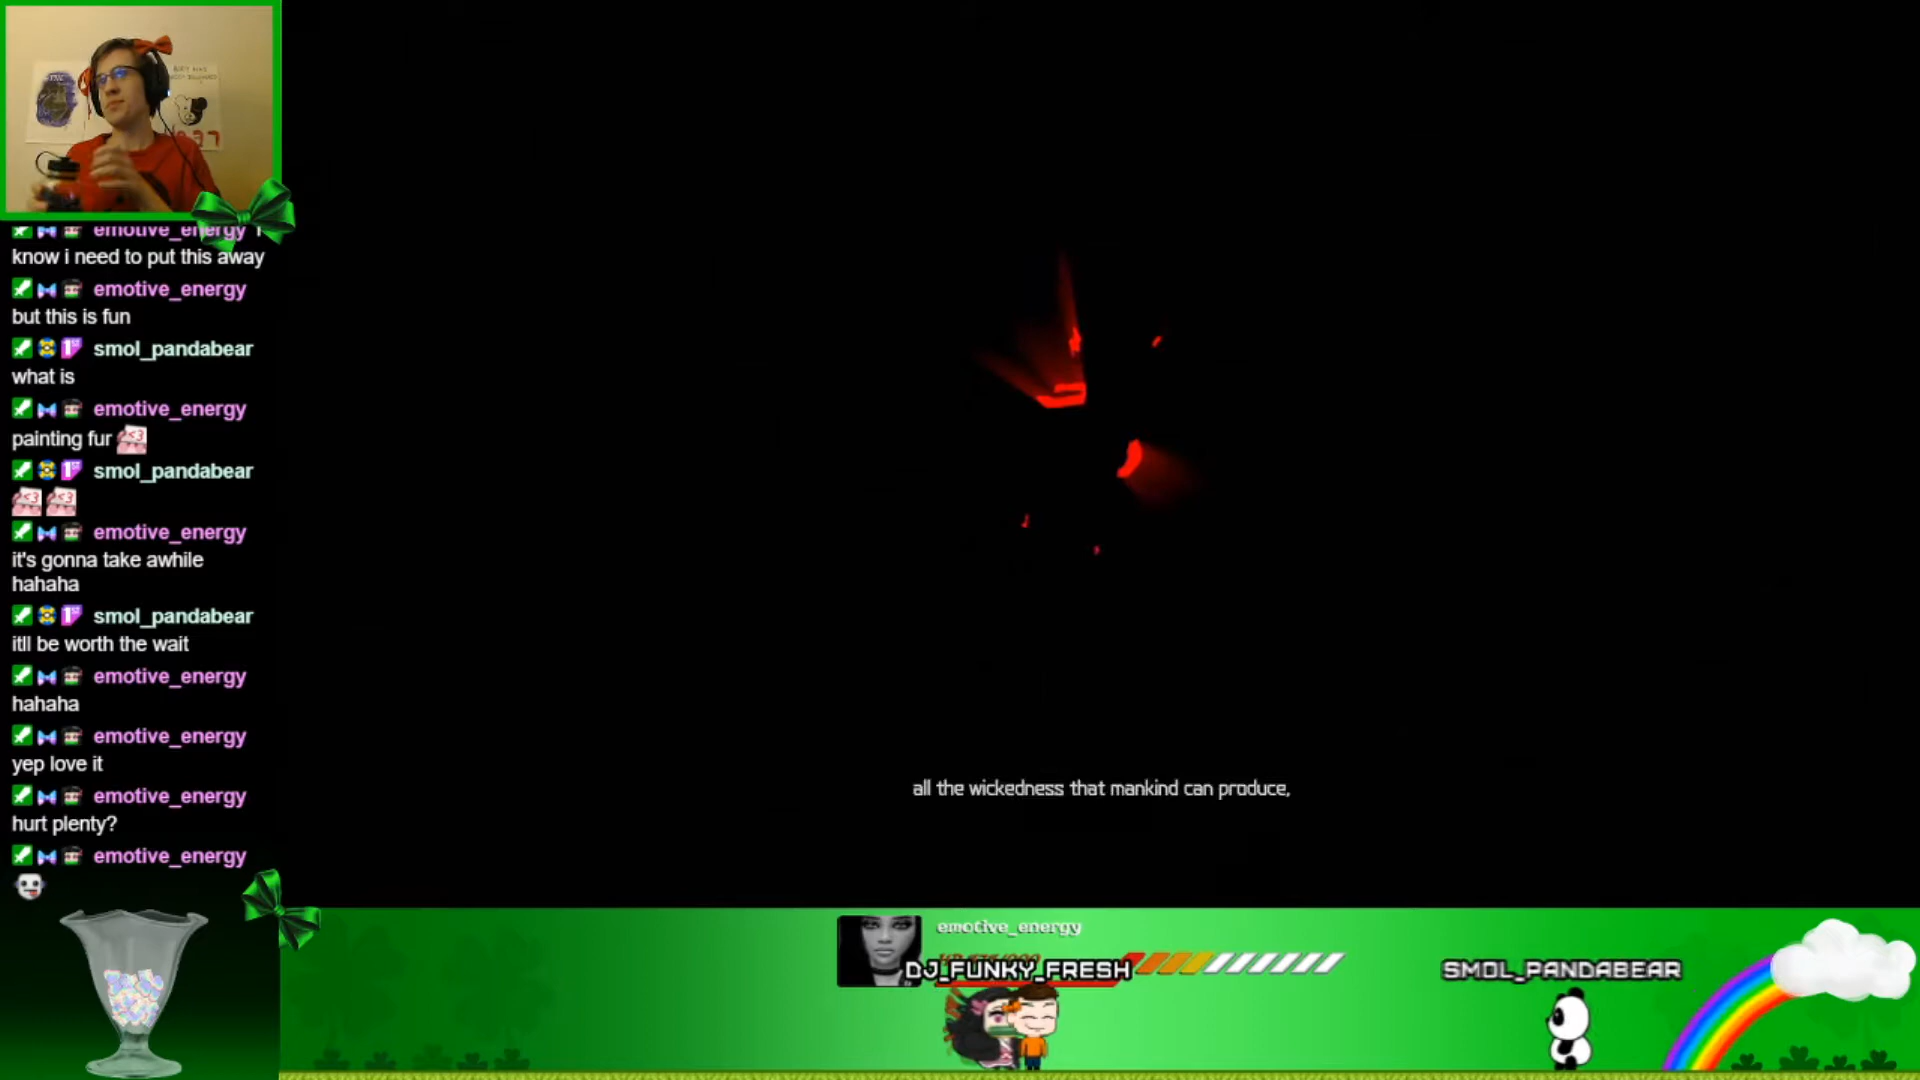 emotive_energy i
know i need to put this away
emotive_energy
but this is fun
smol_pandabear
what is
emotive_energy
painting fur
smol_pandabear
emotive_energy
it's gonna take awhile
hahaha
smol_pandabear
itll be worth the wait
emotive_energy
hahaha
emotive_energy
yep love it
emotive_energy
hurt plenty?
emotive_energy
all the wickedness that mankind can produce,
emotive_energy
DJ_FUNKY_FRESH
SMOL_PANDABEAR